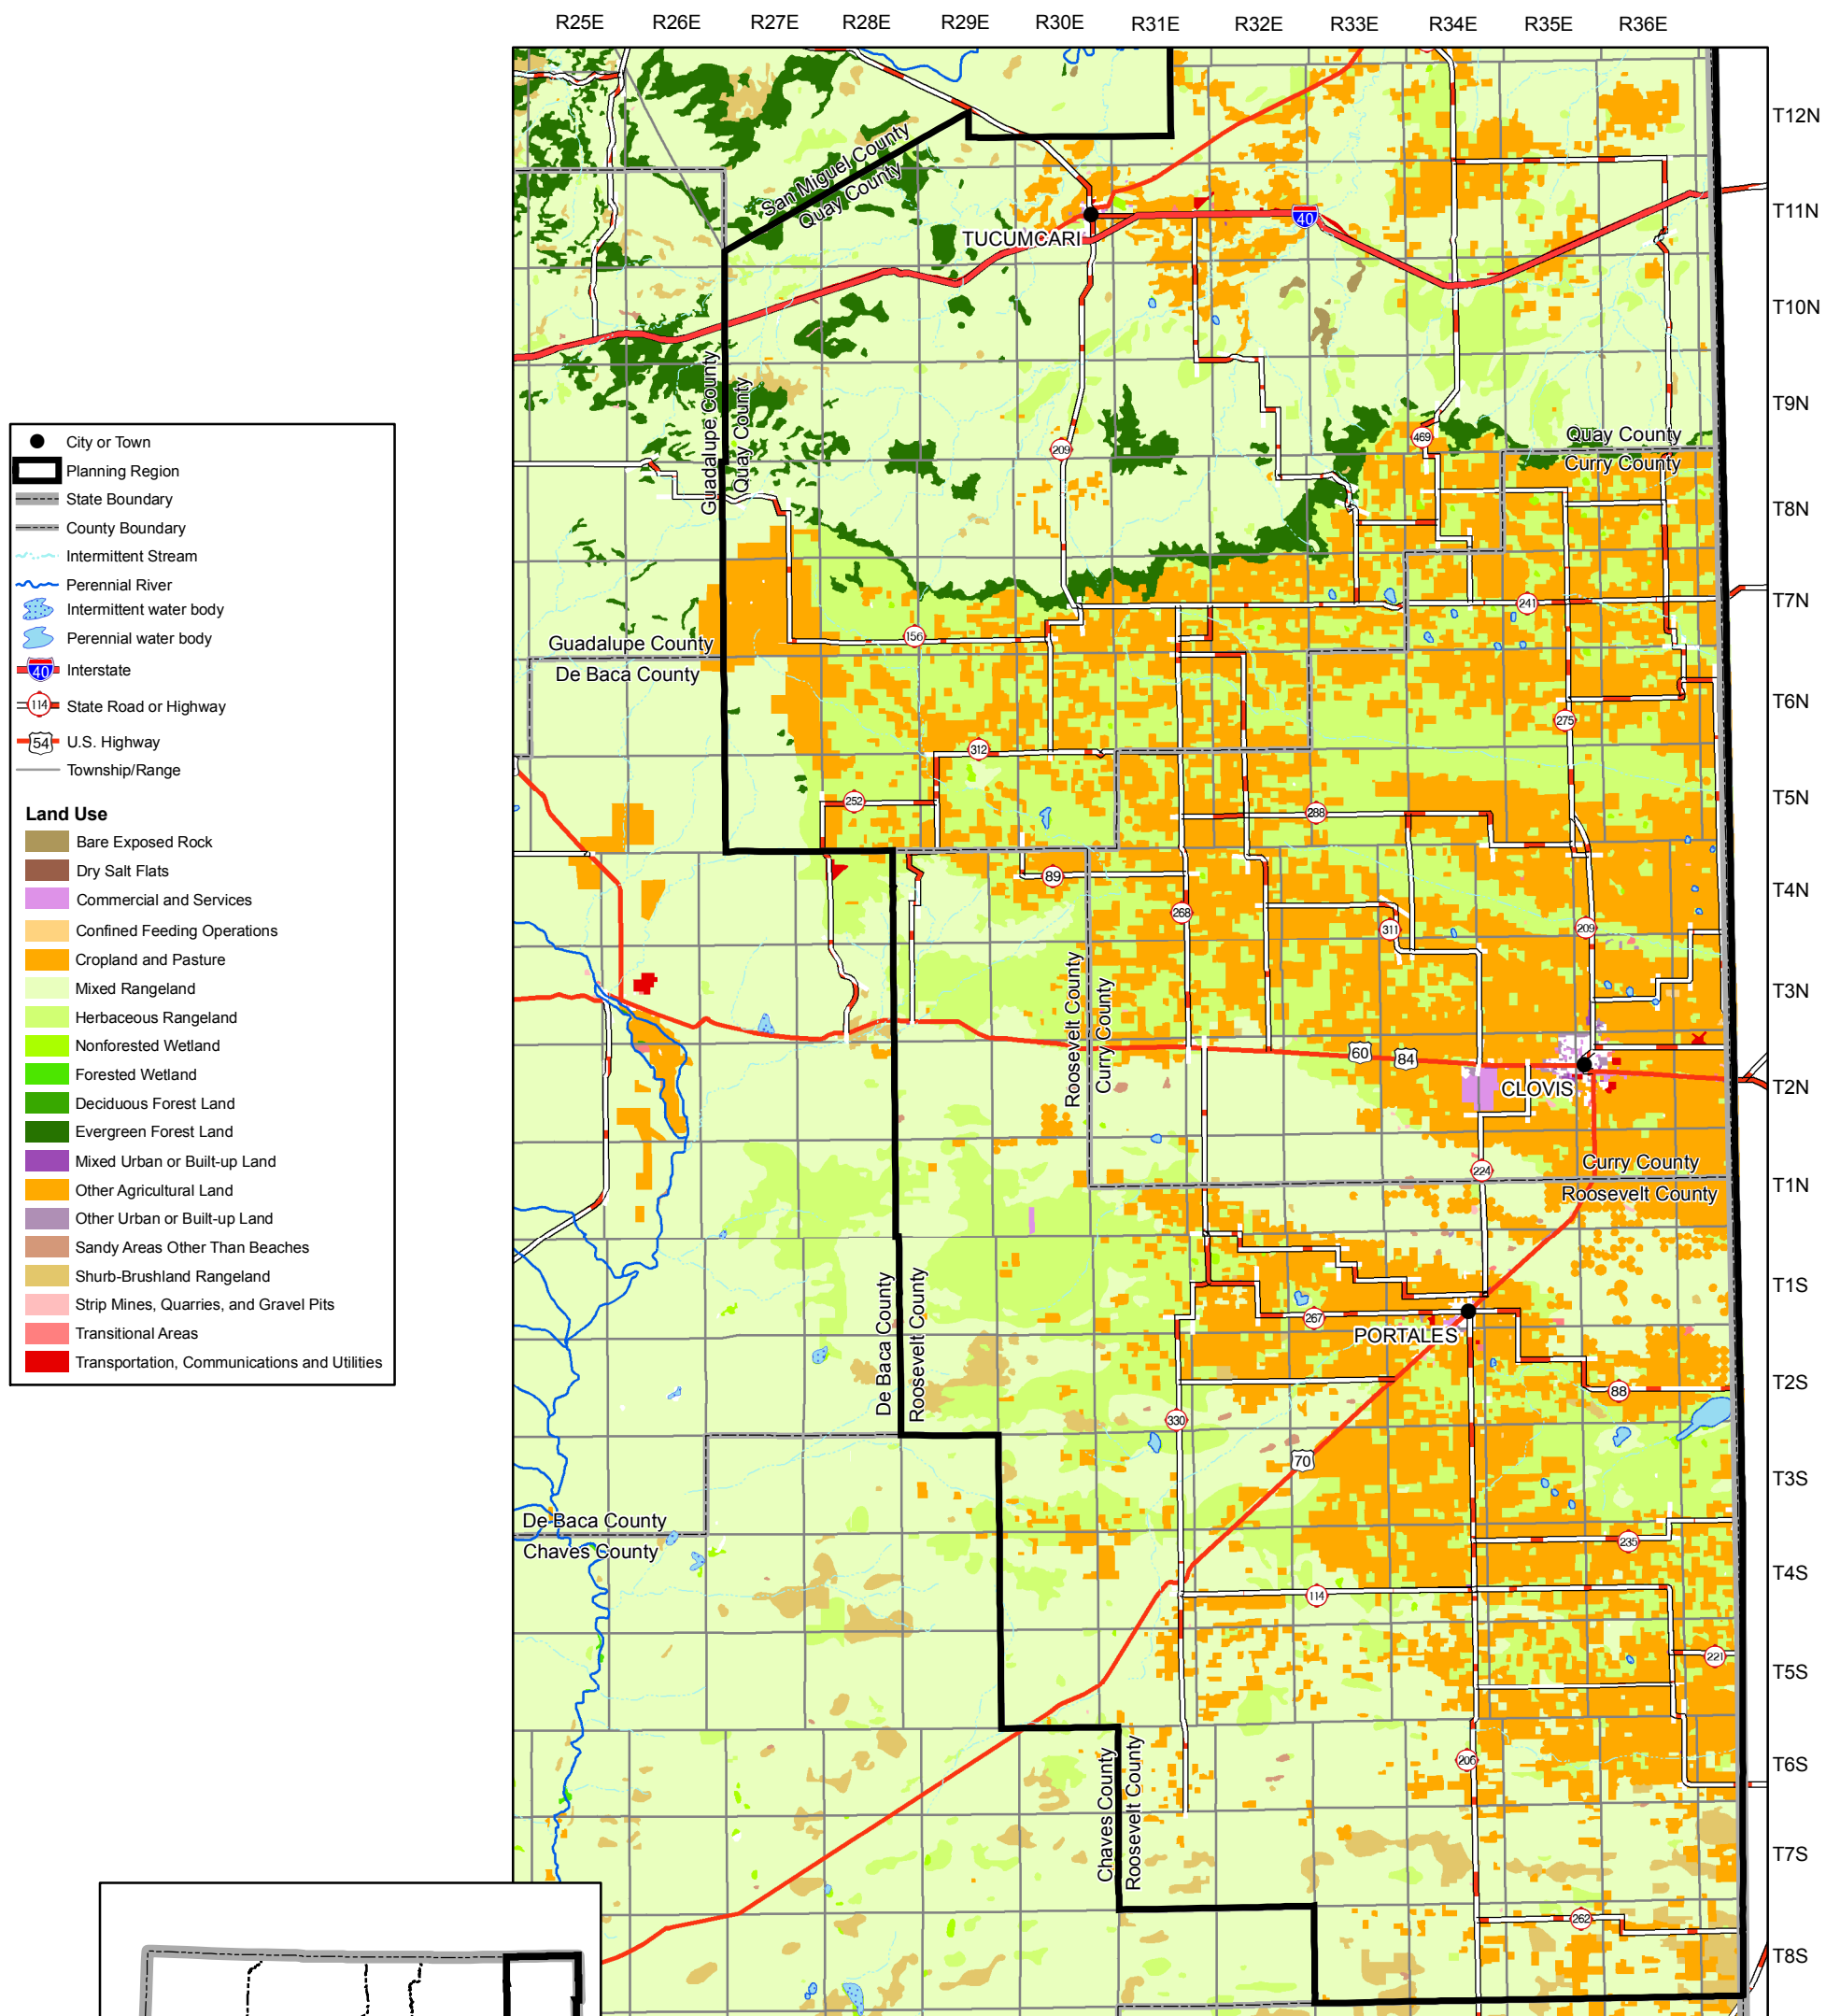 R25E R26E R27E R28E R29E R30E R31E R32E R33E R34E R35E R36E
T12N
T11N
T10N
T9N
T8N
T7N
T6N
T5N
T4N
T3N
T2N
T1N
T1S
T2S
T3S
T4S
T5S
T6S
T7S
T8S
San Miguel County
Quay County
TUCUMCARI
40
Guadalupe County
Quay County
209
469
Quay County
Curry County
241
156
Guadalupe County
De Baca County
275
312
252
288
89
268
311
209
Roosevelt County
Curry County
60
84
CLOVIS
224
Curry County
Roosevelt County
De Baca County
Roosevelt County
267
PORTALES
88
330
70
De Baca County
Chaves County
235
114
221
206
Chaves County
Roosevelt County
262
City or Town
Planning Region
State Boundary
County Boundary
Intermittent Stream
Perennial River
Intermittent water body
Perennial water body
40 Interstate
114 State Road or Highway
54 U.S. Highway
Township/Range
Land Use
Bare Exposed Rock
Dry Salt Flats
Commercial and Services
Confined Feeding Operations
Cropland and Pasture
Mixed Rangeland
Herbaceous Rangeland
Nonforested Wetland
Forested Wetland
Deciduous Forest Land
Evergreen Forest Land
Mixed Urban or Built-up Land
Other Agricultural Land
Other Urban or Built-up Land
Sandy Areas Other Than Beaches
Shurb-Brushland Rangeland
Strip Mines, Quarries, and Gravel Pits
Transitional Areas
Transportation, Communications and Utilities